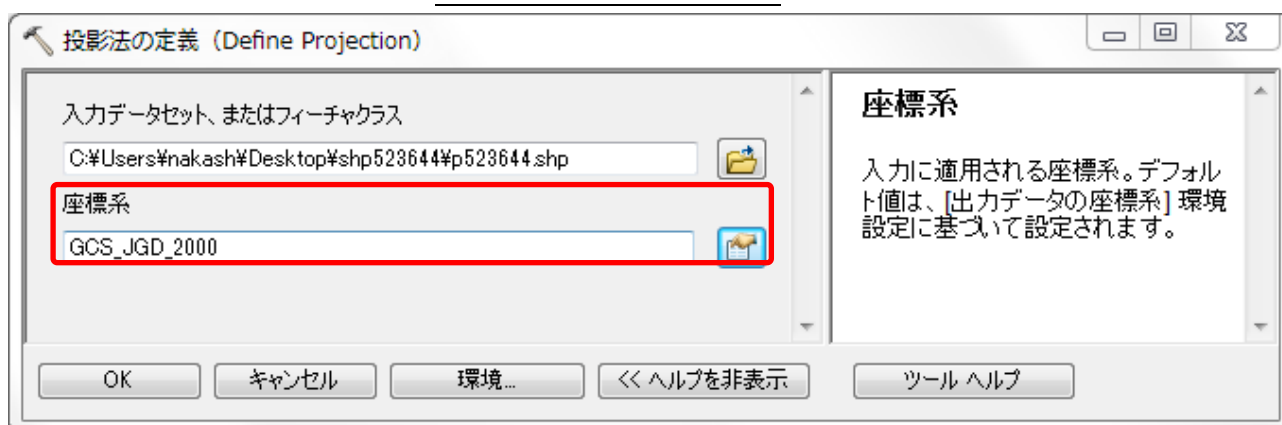 投影法の定義 (Define Projection)
入力データセット、またはフィーチャクラス
C:¥Users¥nakash¥Desktop¥shp523644¥p523644.shp
座標系
GCS_JGD_2000
座標系
入力に適用される座標系。デフォル
ト値は、[出力データの座標系] 環境
設定に基づいて設定されます。
OK
キャンセル
環境...
<< ヘルプを非表示
ツール ヘルプ